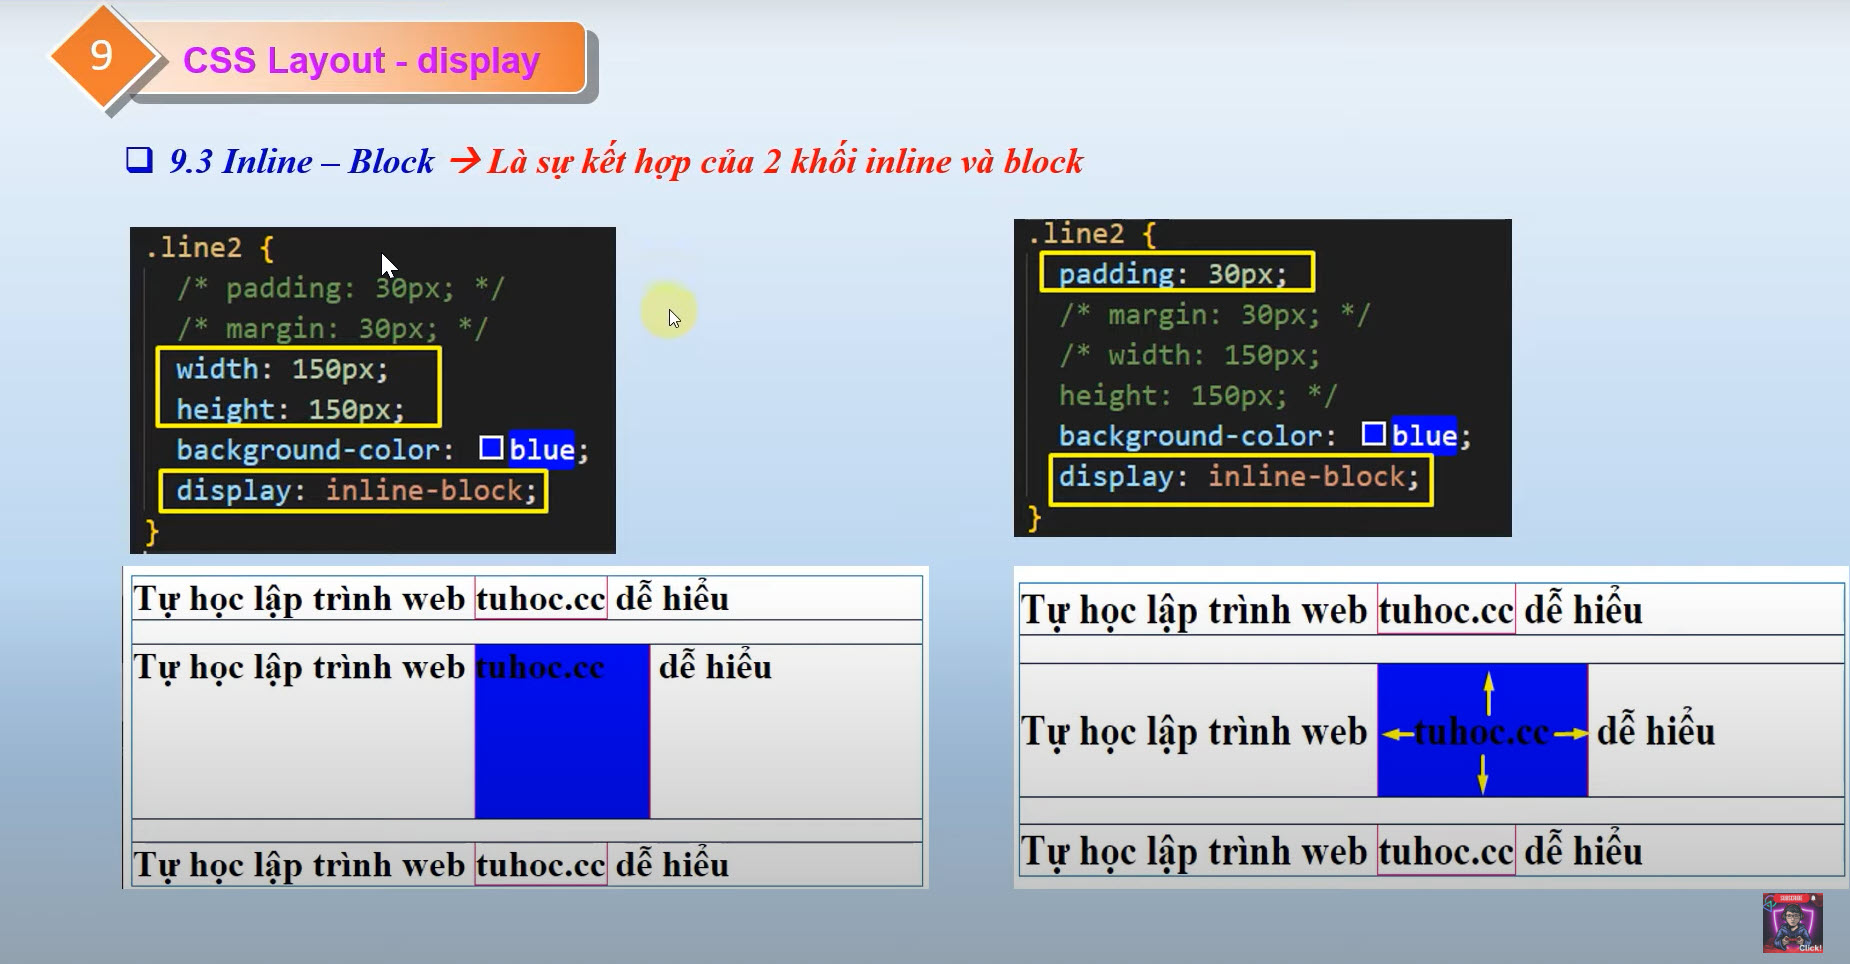 9
CSS Layout - display
9.3 Inline – Block → Là sự kết hợp của 2 khối inline và block
.line2 {
/* padding: 30px; */
/* margin: 30px; */
width: 150px;
height: 150px;
background-color: blue;
display: inline-block;
}
Tự học lập trình web tuhoc.cc dễ hiểu
Tự học lập trình web tuhoc.cc dễ hiểu
Tự học lập trình web tuhoc.cc dễ hiểu
.line2 {
padding: 30px;
/* margin: 30px; */
/* width: 150px;
height: 150px; */
background-color: blue;
display: inline-block;
}
Tự học lập trình web tuhoc.cc dễ hiểu
Tự học lập trình web tuhoc.cc dễ hiểu
Tự học lập trình web tuhoc.cc dễ hiểu
SUBSCRIBE
Click!